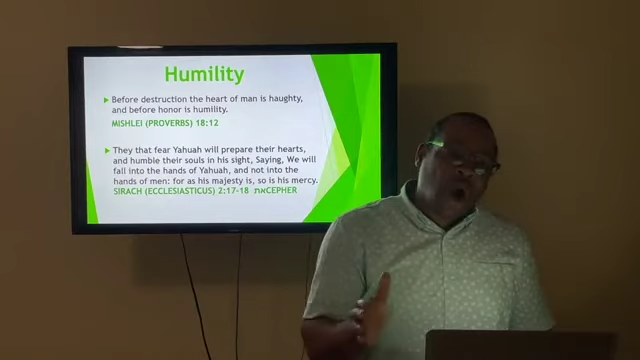 Humility
Before destruction the heart of man is haughty,
and before honor is humility.
MISHLEI (PROVERBS) 18:12
They that fear Yahuah will prepare their hearts,
and humble their souls in his sight, Saying, We will
fall into the hands of Yahuah, and not into the
hands of men: for as his majesty is, so is his mercy.
SIRACH (ECCLESIASTICUS) 2:17-18 את CEPHER